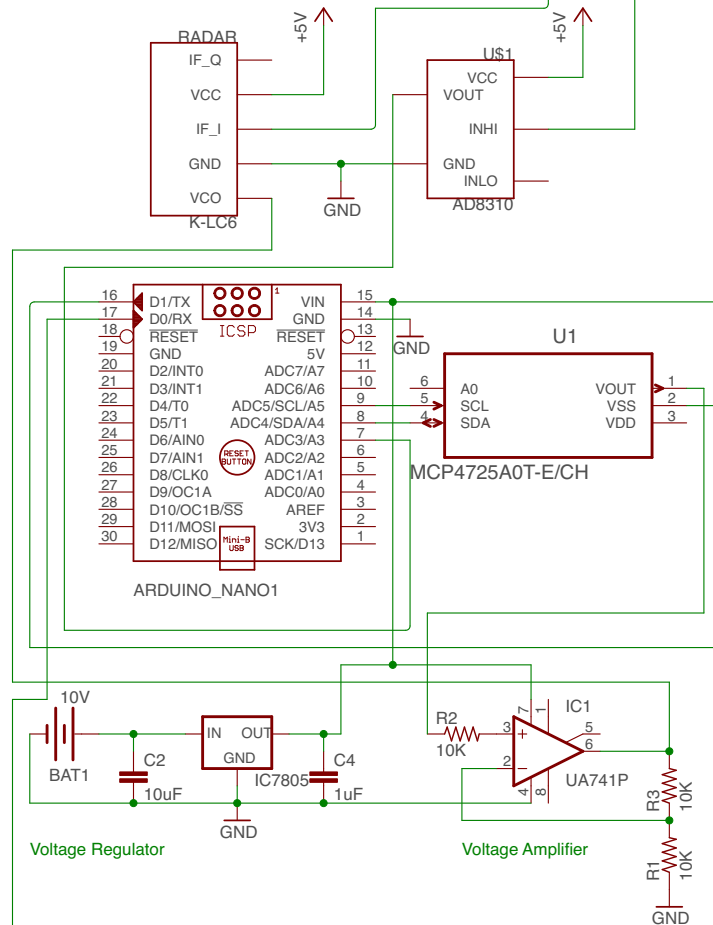 RADAR
IF_Q
VCC
IF_I
GND
VCO
K-LC6
+5V
GND
+5V
U$1
VCC
VOUT
INHI
GND
INLO
AD8310
16 D1/TX
17 D0/RX
18 RESET
19 GND
20 D2/INT0
21 D3/INT1
22 D4/T0
23 D5/T1
24 D6/AIN0
25 D7/AIN1
26 D8/CLK0
27 D9/OC1A
28 D10/OC1B/SS
29 D11/MOSI
30 D12/MISO
1
ICSP
RESET
BUTTON
Mini-B
USB
VIN 15
GND 14
RESET 13
5V 12
ADC7/A7 11
ADC6/A6 10
ADC5/SCL/A5 9
ADC4/SDA/A4 8
ADC3/A3 7
ADC2/A2 6
ADC1/A1 5
ADC0/A0 4
AREF 3
3V3 2
SCK/D13 1
ARDUINO_NANO1
GND
U1
6 A0
5 SCL
4 SDA
VOUT 1
VSS 2
VDD 3
MCP4725A0T-E/CH
10V
BAT1
C2
10uF
IN OUT
GND
IC7805
C4
1uF
GND
Voltage Regulator
R2
10K
IC1
7
1
3
5
6
2
4
8
UA741P
R3
10K
R1
10K
GND
Voltage Amplifier